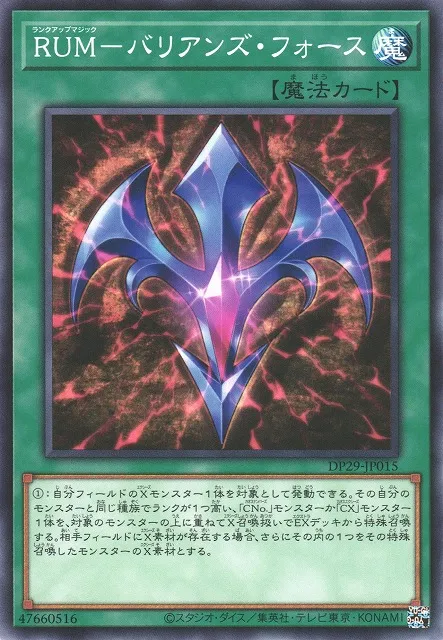 ランクアップマジック
RUM－バリアンズ・フォース 魔
【魔法カード】
DP29-JP015
①：自分フィールドのXモンスター1体を対象として発動できる。その自分の
モンスターと同じ種族でランクが1つ高い、「CNo.」モンスターか「CX」モンスター
1体を、対象のモンスターの上に重ねてX召喚扱いでEXデッキから特殊召喚
する。相手フィールドにX素材が存在する場合、さらにその内の1つをその特殊
召喚したモンスターのX素材とする。
47660516 ©スタジオ・ダイス／集英社・テレビ東京・KONAMI